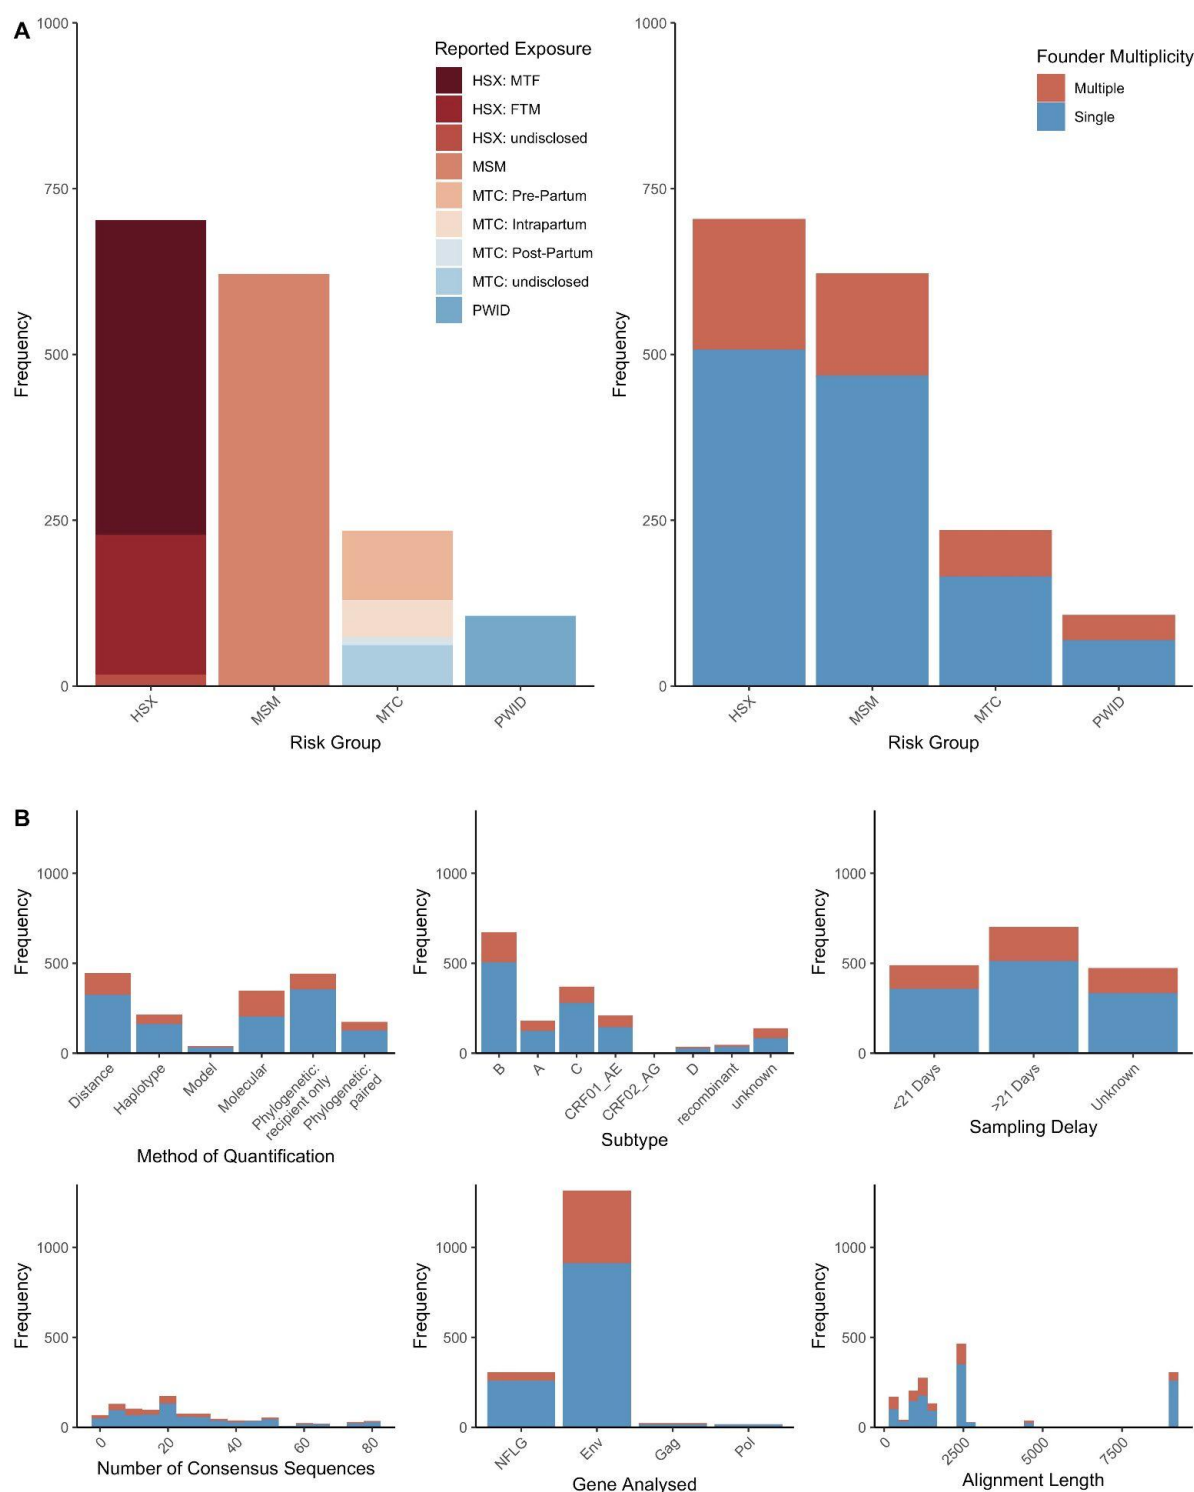 A
1000
750
500
250
0
Frequency
HSX
MSM
MTC
PWID
Risk Group
Reported Exposure
HSX: MTF
HSX: FTM
HSX: undisclosed
MSM
MTC: Pre-Partum
MTC: Intrapartum
MTC: Post-Partum
MTC: undisclosed
PWID
1000
750
500
250
0
Frequency
HSX
MSM
MTC
PWID
Risk Group
Founder Multiplicity
Multiple
Single
B
1000
500
0
Frequency
Distance
Haplotype
Model
Molecular
Phylogenetic:
recipient only
Phylogenetic:
paired
Method of Quantification
1000
500
0
Frequency
B
A
C
CRF01_AE
CRF02_AG
D
recombinant
unknown
Subtype
1000
500
0
Frequency
<21 Days
>21 Days
Unknown
Sampling Delay
1000
500
0
Frequency
0
20
40
60
80
Number of Consensus Sequences
1000
500
0
Frequency
NFLG
Env
Gag
Pol
Gene Analysed
1000
500
0
Frequency
0
2500
5000
7500
Alignment Length